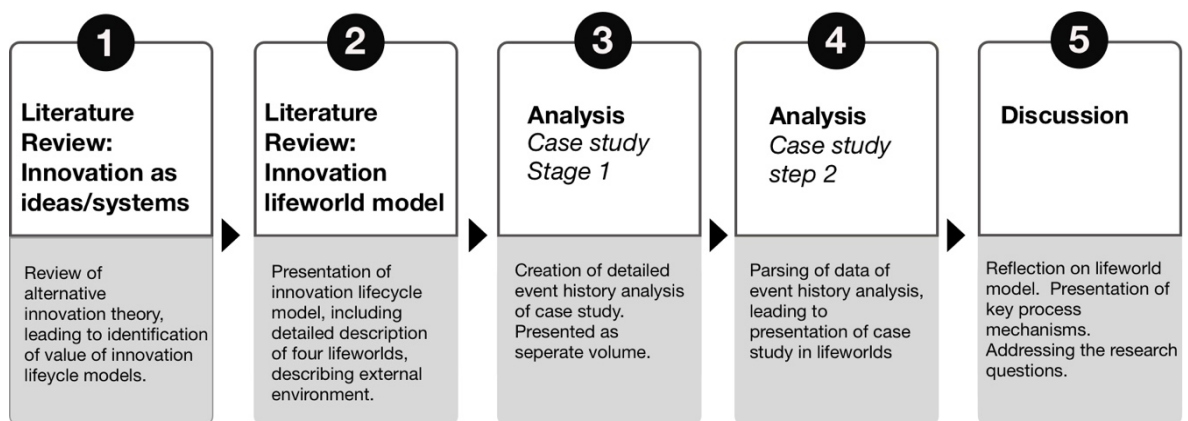 1
Literature
Review:
Innovation as
ideas/systems
Review of
alternative
innovation theory,
leading to identification
of value of innovation
lifeycle models.
2
Literature
Review:
Innovation
lifeworld model
Presentation of
innovation lifecycle
model, including
detailed description
of four lifeworlds,
describing external
environment.
3
Analysis
Case study
Stage 1
Creation of detailed
event history analysis
of case study.
Presented as
seperate volume.
4
Analysis
Case study
step 2
Parsing of data of
event history analysis,
leading to
presentation of case
study in lifeworlds
5
Discussion
Reflection on lifeworld
model. Presentation of
key process
mechanisms.
Addressing the research
questions.